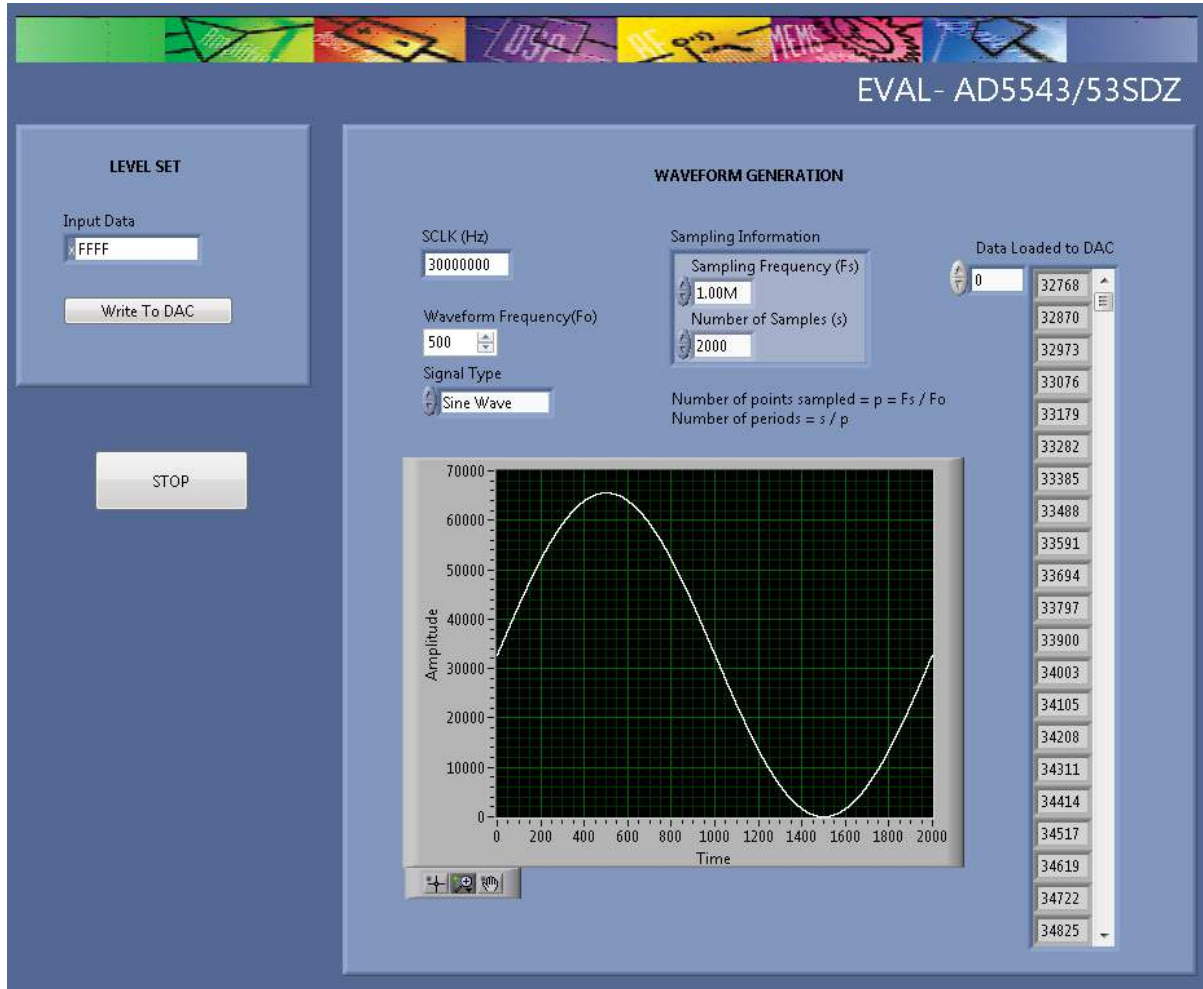 Analog
DSP
RF
MEMS
EVAL- AD5543/53SDZ
LEVEL SET
Input Data
x FFFF
Write To DAC
STOP
WAVEFORM GENERATION
SCLK (Hz)
30000000
Waveform Frequency(Fo)
500
Signal Type
Sine Wave
Sampling Information
Sampling Frequency (Fs)
1.00M
Number of Samples (s)
2000
Number of points sampled = p = Fs / Fo
Number of periods = s / p
Data Loaded to DAC
0
32768
32870
32973
33076
33179
33282
33385
33488
33591
33694
33797
33900
34003
34105
34208
34311
34414
34517
34619
34722
34825
Amplitude
70000
60000
50000
40000
30000
20000
10000
0
0 200 400 600 800 1000 1200 1400 1600 1800 2000
Time